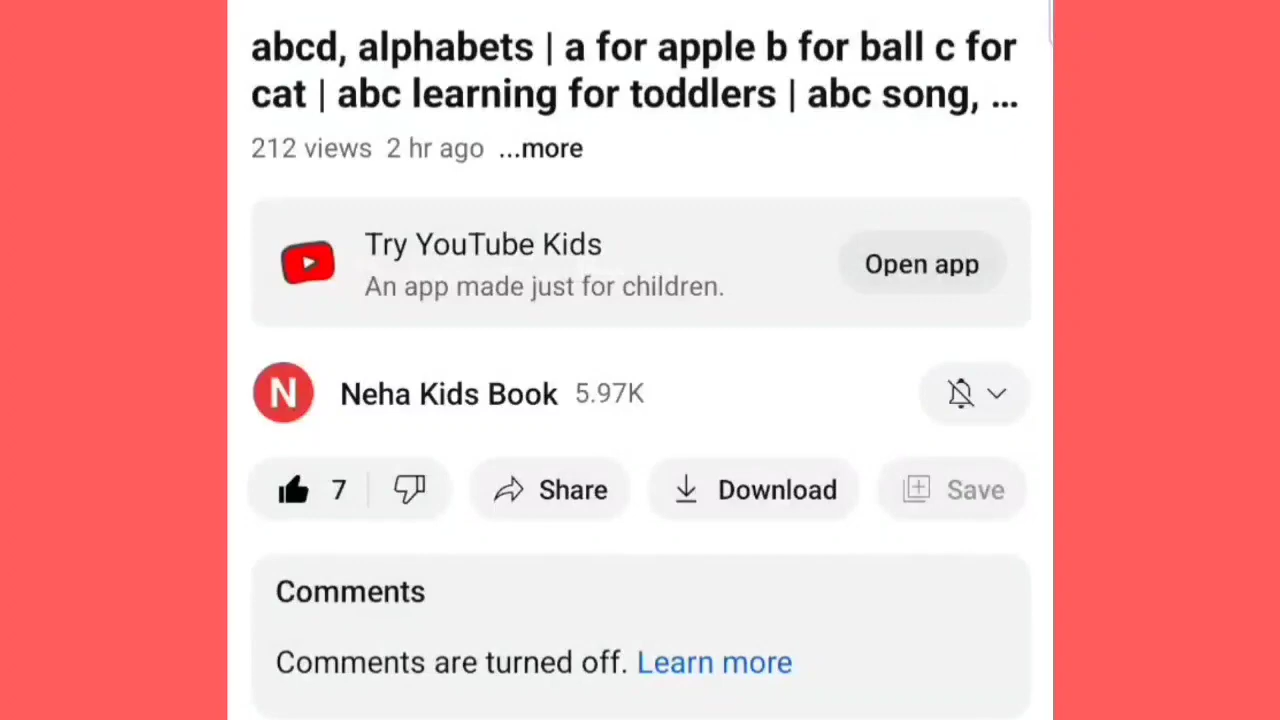 abcd, alphabets | a for apple b for ball c for
cat | abc learning for toddlers | abc song, ...
212 views 2 hr ago ...more
Try YouTube Kids
An app made just for children.
Open app
N
Neha Kids Book 5.97K
7 Share Download Save
Comments
Comments are turned off. Learn more